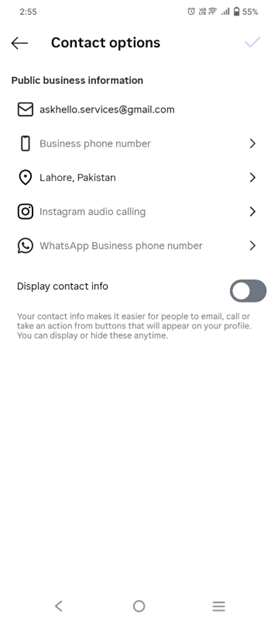 2:55
55%
Contact options
Public business information
askhello.services@gmail.com
Business phone number
Lahore, Pakistan
Instagram audio calling
WhatsApp Business phone number
Display contact info
Your contact info makes it easier for people to email, call or
take an action from buttons that will appear on your profile.
You can display or hide these anytime.